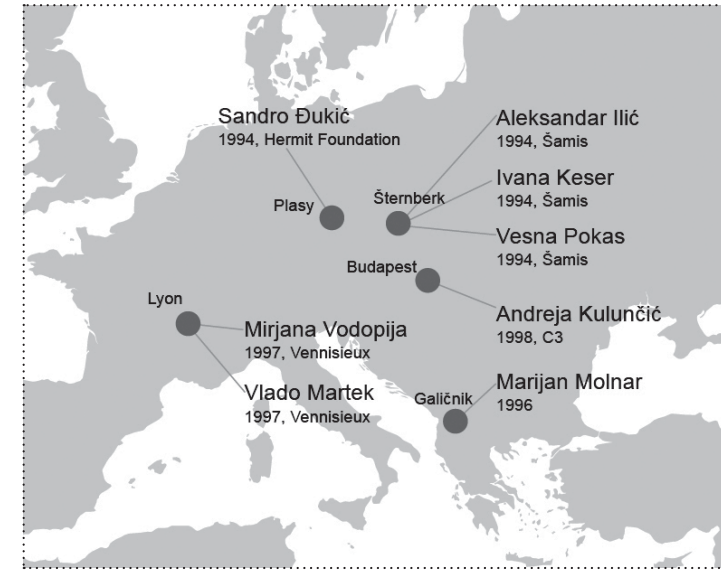 Sandro Đukić
1994, Hermit Foundation
Plasy
Šternberk
Aleksandar Ilić
1994, Šamis
Ivana Keser
1994, Šamis
Vesna Pokas
1994, Šamis
Budapest
Andreja Kulunčić
1998, C3
Lyon
Mirjana Vodopija
1997, Vennisieux
Vlado Martek
1997, Vennisieux
Galičnik
Marijan Molnar
1996